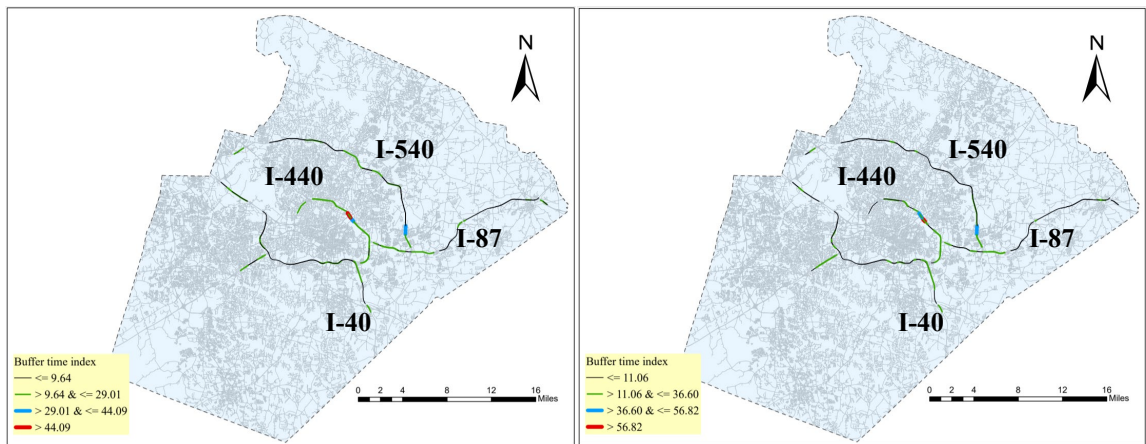 N
I-540
I-440
I-87
I-40
Buffer time index
<= 9.64
> 9.64 & <= 29.01
> 29.01 & <= 44.09
> 44.09
0 2 4 8 12 16
Miles
N
I-540
I-440
I-87
I-40
Buffer time index
<= 11.06
> 11.06 & <= 36.60
> 36.60 & <= 56.82
> 56.82
0 2 4 8 12 16
Miles